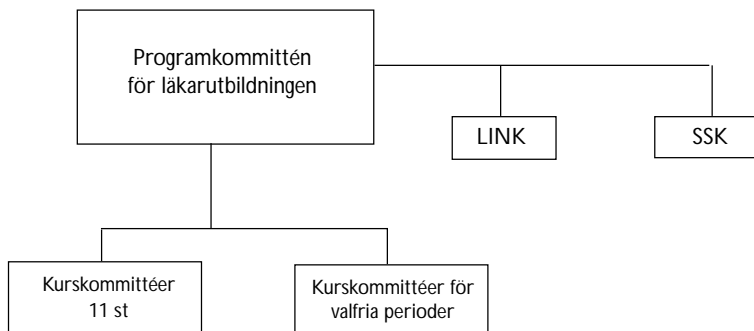 Programkommittén
för läkarutbildningen
LINK
SSK
Kurskommittéer
11 st
Kurskommittéer för
valfria perioder